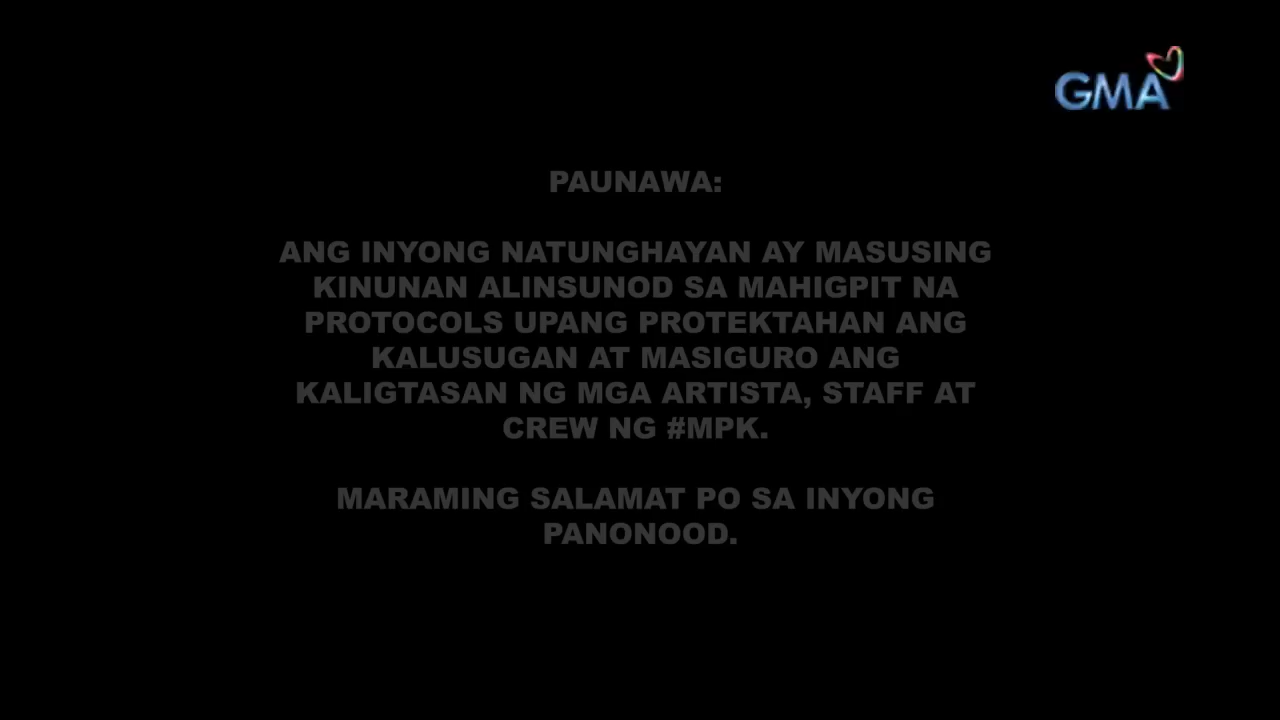 GMA
PAUNAWA:
ANG INYONG NATUNGHAYAN AY MASUSING
KINUNAN ALINSUNOD SA MAHIGPIT NA
PROTOCOLS UPANG PROTEKTAHAN ANG
KALUSUGAN AT MASIGURO ANG
KALIGTASAN NG MGA ARTISTA, STAFF AT
CREW NG #MPK.
MARAMING SALAMAT PO SA INYONG
PANONOOD.